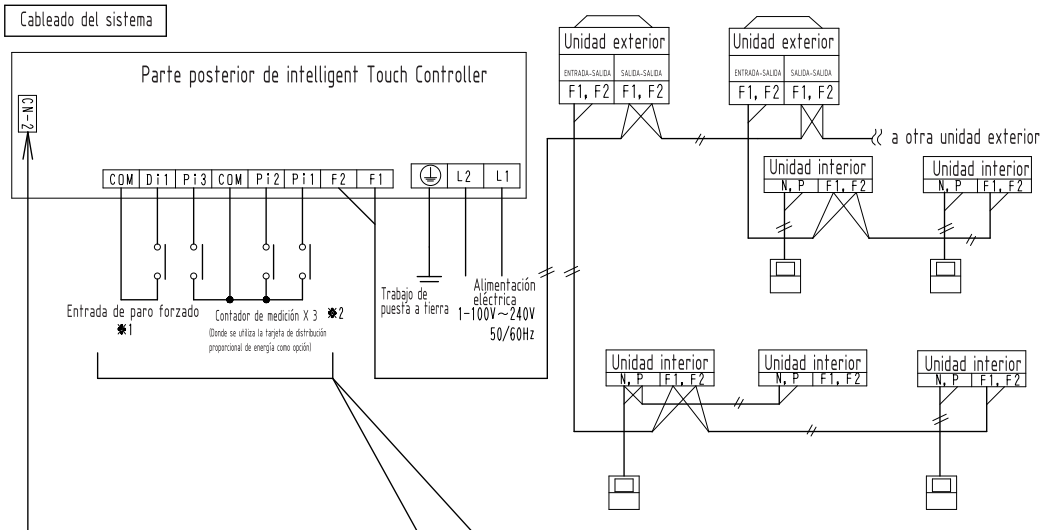 Cableado del sistema
Parte posterior de intelligent Touch Controller
CN-2
COM Di1 Pi3 COM Pi2 Pi1 F2 F1
L2 L1
Entrada de paro forzado
※1
Contador de medición X 3 ※2
(Donde se utiliza la tarjeta de distribución
proporcional de energía como opción)
Trabajo de
puesta a tierra
Alimentación
eléctrica
1-100V~240V
50/60Hz
Unidad exterior
ENTRADA-SALIDA SALIDA-SALIDA
F1, F2 F1, F2
Unidad exterior
ENTRADA-SALIDA SALIDA-SALIDA
F1, F2 F1, F2
a otra unidad exterior
Unidad interior
N, P F1, F2
Unidad interior
N, P F1, F2
Unidad interior
N, P F1, F2
Unidad interior
N, P F1, F2
Unidad interior
N, P F1, F2